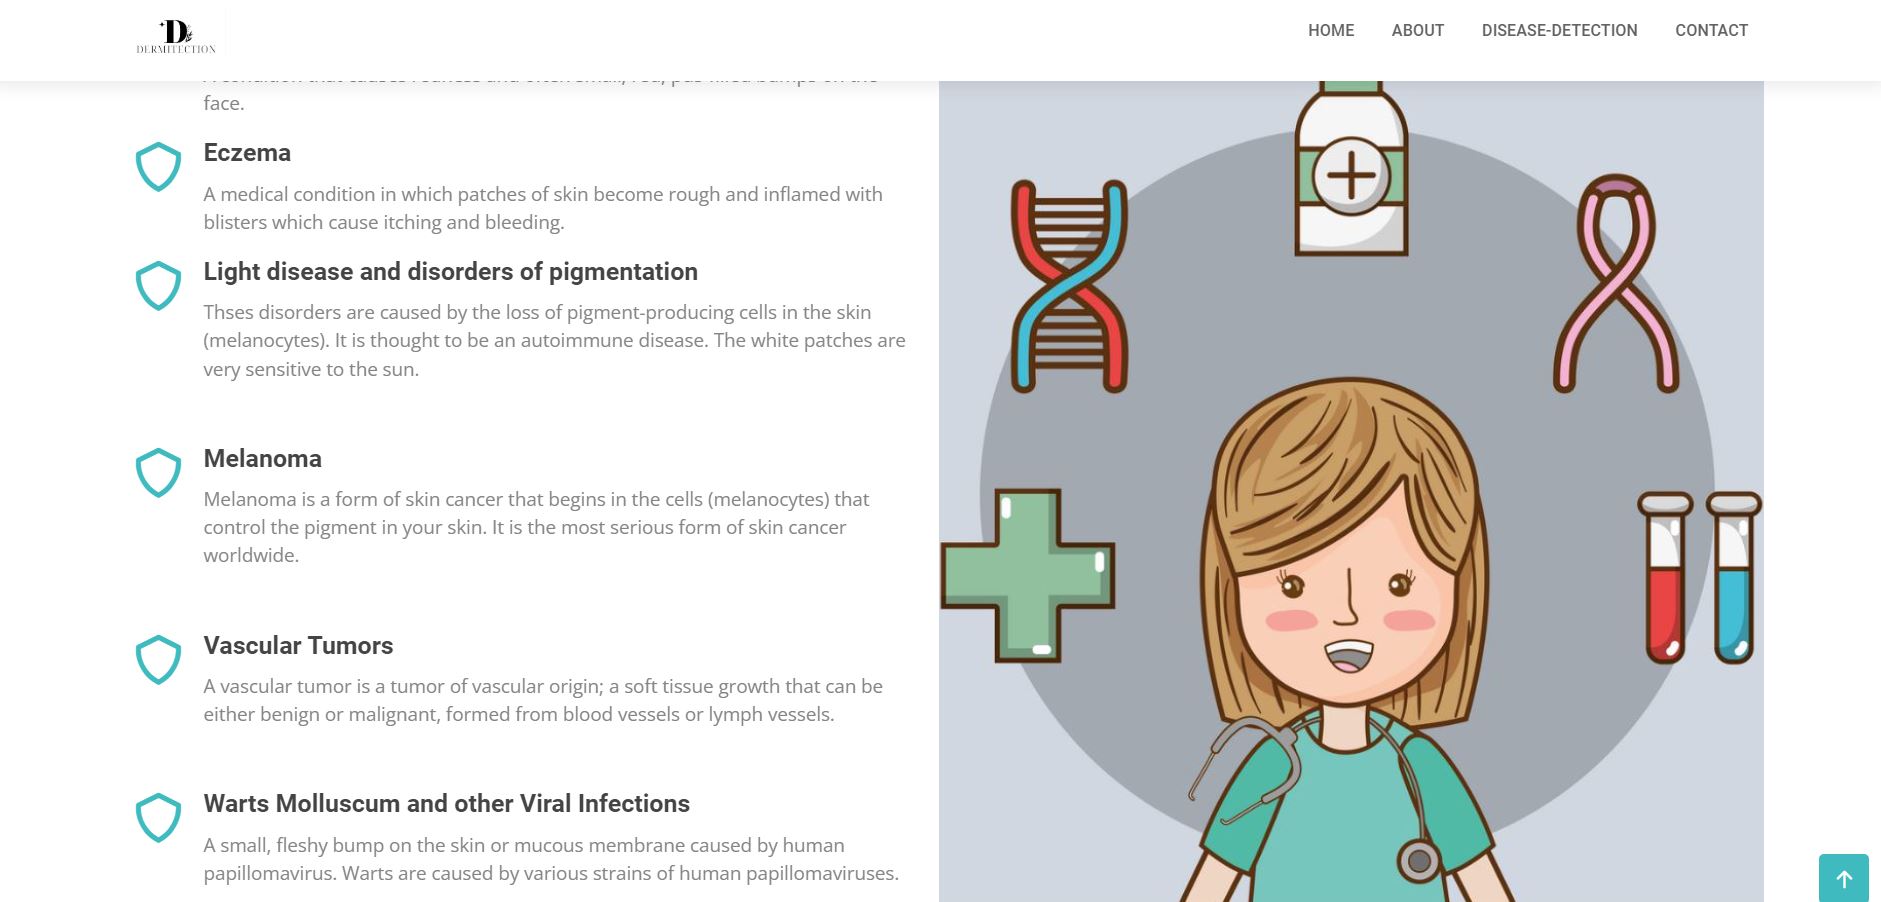 D
DERMITECTION
HOME
ABOUT
DISEASE-DETECTION
CONTACT
face.
Eczema
A medical condition in which patches of skin become rough and inflamed with
blisters which cause itching and bleeding.
Light disease and disorders of pigmentation
Thses disorders are caused by the loss of pigment-producing cells in the skin
(melanocytes). It is thought to be an autoimmune disease. The white patches are
very sensitive to the sun.
Melanoma
Melanoma is a form of skin cancer that begins in the cells (melanocytes) that
control the pigment in your skin. It is the most serious form of skin cancer
worldwide.
Vascular Tumors
A vascular tumor is a tumor of vascular origin; a soft tissue growth that can be
either benign or malignant, formed from blood vessels or lymph vessels.
Warts Molluscum and other Viral Infections
A small, fleshy bump on the skin or mucous membrane caused by human
papillomavirus. Warts are caused by various strains of human papillomaviruses.